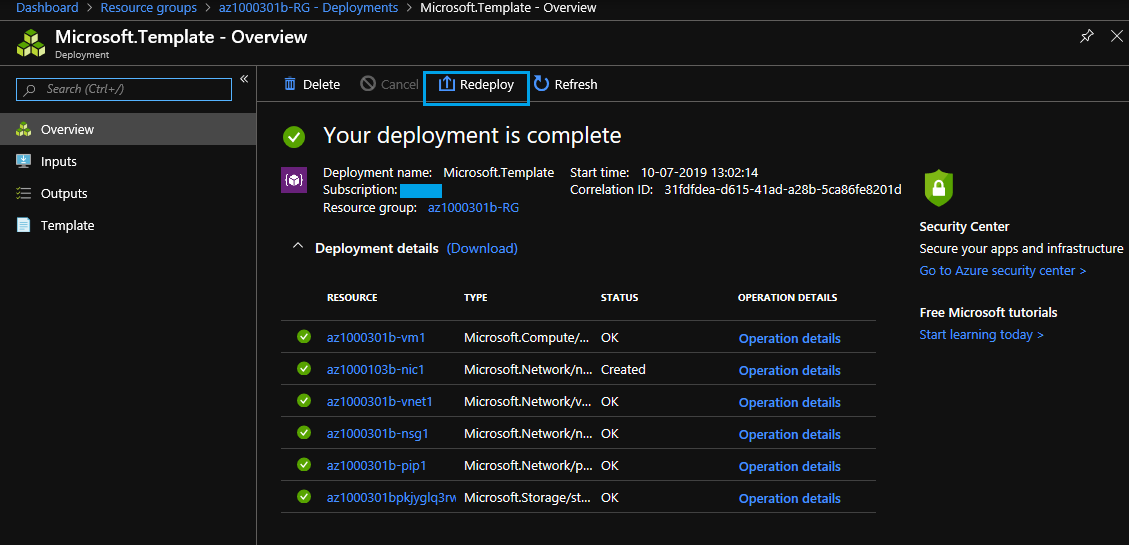 Dashboard > Resource groups > az1000301b-RG - Deployments > Microsoft.Template - Overview
Microsoft.Template - Overview
Deployment
Search (Ctrl+/)
«
Overview
Inputs
Outputs
Template
Delete Cancel Redeploy Refresh
Your deployment is complete
Deployment name: Microsoft.Template
Subscription:
Resource group: az1000301b-RG
Start time: 10-07-2019 13:02:14
Correlation ID: 31fdfdea-d615-41ad-a28b-5ca86fe8201d
Deployment details (Download)
RESOURCE TYPE STATUS OPERATION DETAILS
az1000301b-vm1 Microsoft.Compute/... OK Operation details
az1000103b-nic1 Microsoft.Network/n... Created Operation details
az1000301b-vnet1 Microsoft.Network/v... OK Operation details
az1000301b-nsg1 Microsoft.Network/n... OK Operation details
az1000301b-pip1 Microsoft.Network/p... OK Operation details
az1000301bpkjyglq3rw Microsoft.Storage/st... OK Operation details
Security Center
Secure your apps and infrastructure
Go to Azure security center >
Free Microsoft tutorials
Start learning today >